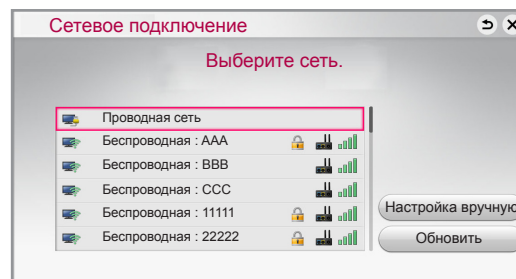 Сетевое подключение
Выберите сеть.
Проводная сеть
Беспроводная : AAA
Беспроводная : BBB
Беспроводная : CCC
Беспроводная : 11111
Беспроводная : 22222
Настройка вручную
Обновить